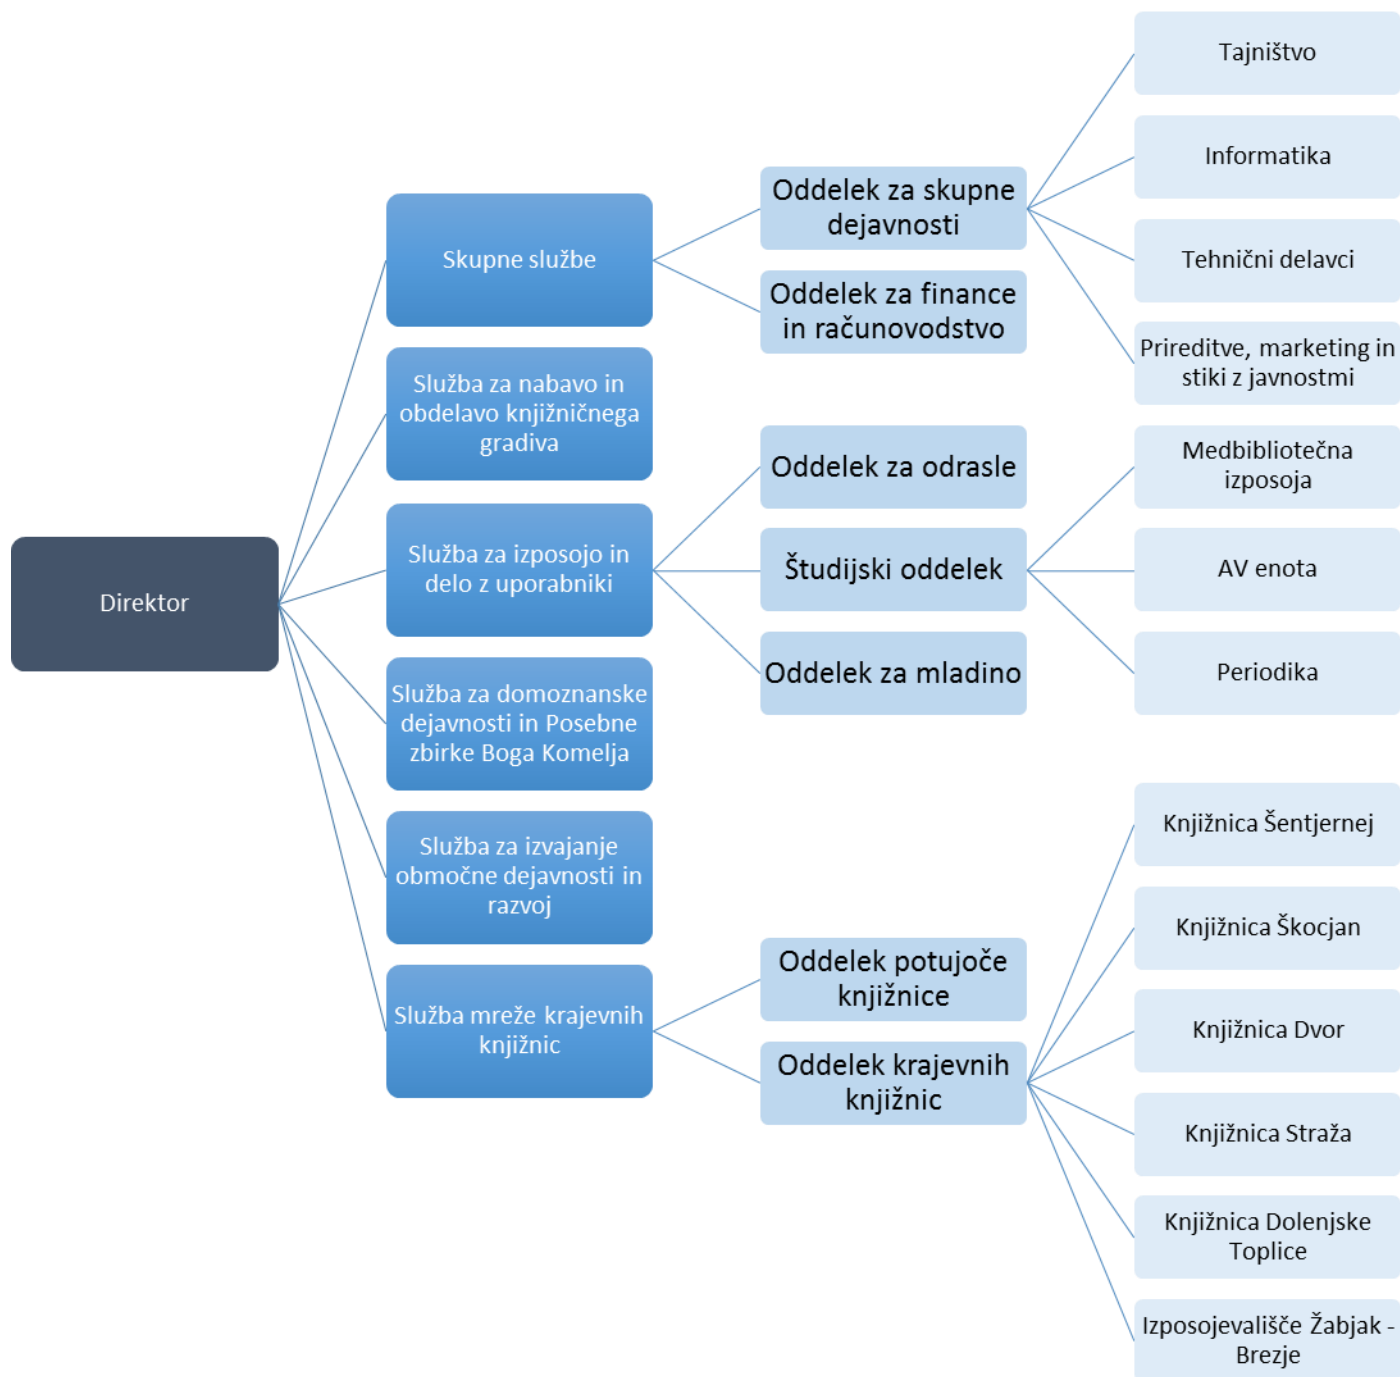 Direktor
Skupne službe
Služba za nabavo in
obdelavo knjižničnega
gradiva
Služba za izposojo in
delo z uporabniki
Služba za domoznanske
dejavnosti in Posebne
zbirke Boga Komelja
Služba za izvajanje
območne dejavnosti in
razvoj
Služba mreže krajevnih
knjižnic
Oddelek za skupne
dejavnosti
Oddelek za finance
in računovodstvo
Oddelek za odrasle
Študijski oddelek
Oddelek za mladino
Oddelek potujoče
knjižnice
Oddelek krajevnih
knjižnic
Tajništvo
Informatika
Tehnični delavci
Prireditve, marketing in
stiki z javnostmi
Medbibliotečna
izposoja
AV enota
Periodika
Knjižnica Šentjernej
Knjižnica Škocjan
Knjižnica Dvor
Knjižnica Straža
Knjižnica Dolenjske
Toplice
Izposojevališče Žabjak -
Brezje